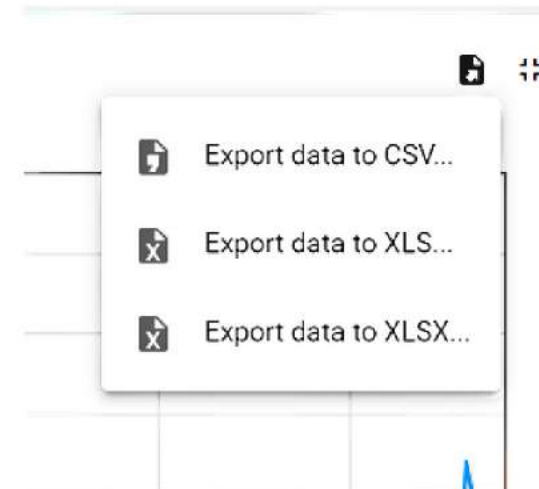 Export data to CSV...
Export data to XLS...
Export data to XLSX...